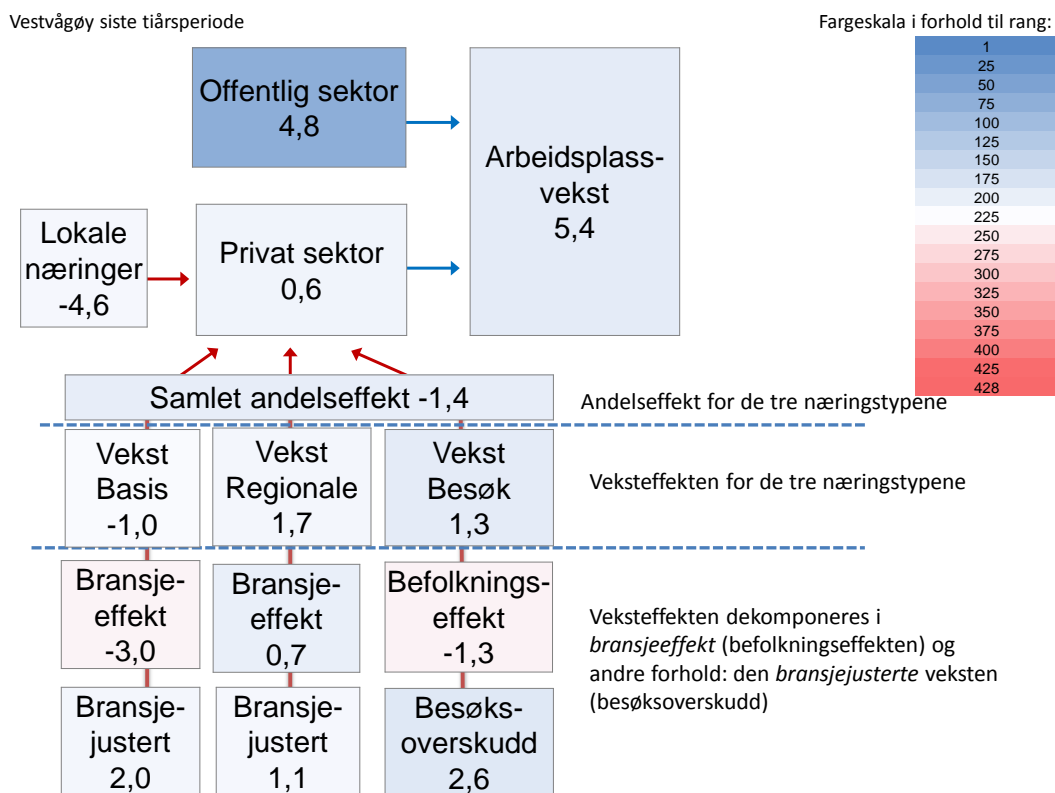 Vestvågøy siste tiårsperiode
Fargeskala i forhold til rang:
1
25
50
75
100
125
150
175
200
225
250
275
300
325
350
375
400
425
428
Offentlig sektor
4,8
Arbeidsplass-
vekst
5,4
Lokale
næringer
-4,6
Privat sektor
0,6
Samlet andelseffekt -1,4
Andelseffekt for de tre næringstypene
Vekst
Basis
-1,0
Vekst
Regionale
1,7
Vekst
Besøk
1,3
Veksteffekten for de tre næringstypene
Bransje-
effekt
-3,0
Bransje-
effekt
0,7
Befolknings-
effekt
-1,3
Veksteffekten dekomponeres i
bransjeeffekt (befolkningseffekten) og
andre forhold: den bransjejusterte veksten
(besøksoverskudd)
Bransje-
justert
2,0
Bransje-
justert
1,1
Besøks-
overskudd
2,6